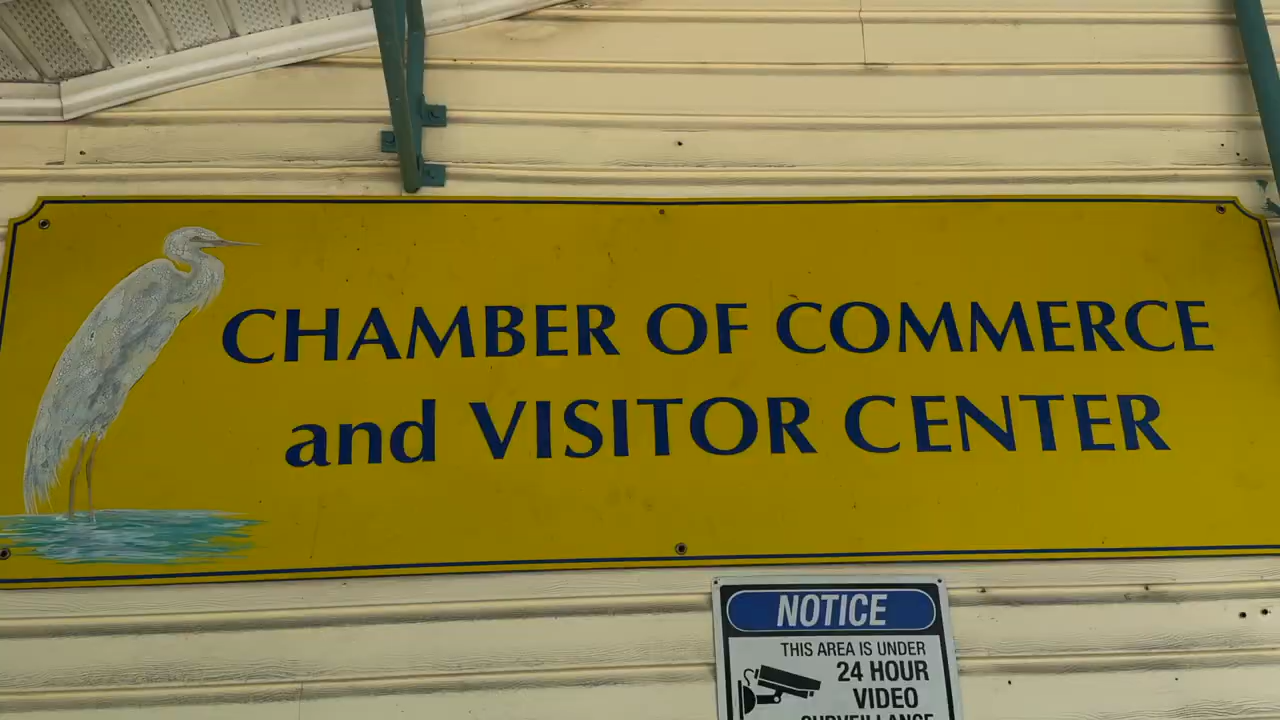 CHAMBER OF COMMERCE
and VISITOR CENTER
NOTICE
THIS AREA IS UNDER
24 HOUR
VIDEO
SURVEILLANCE